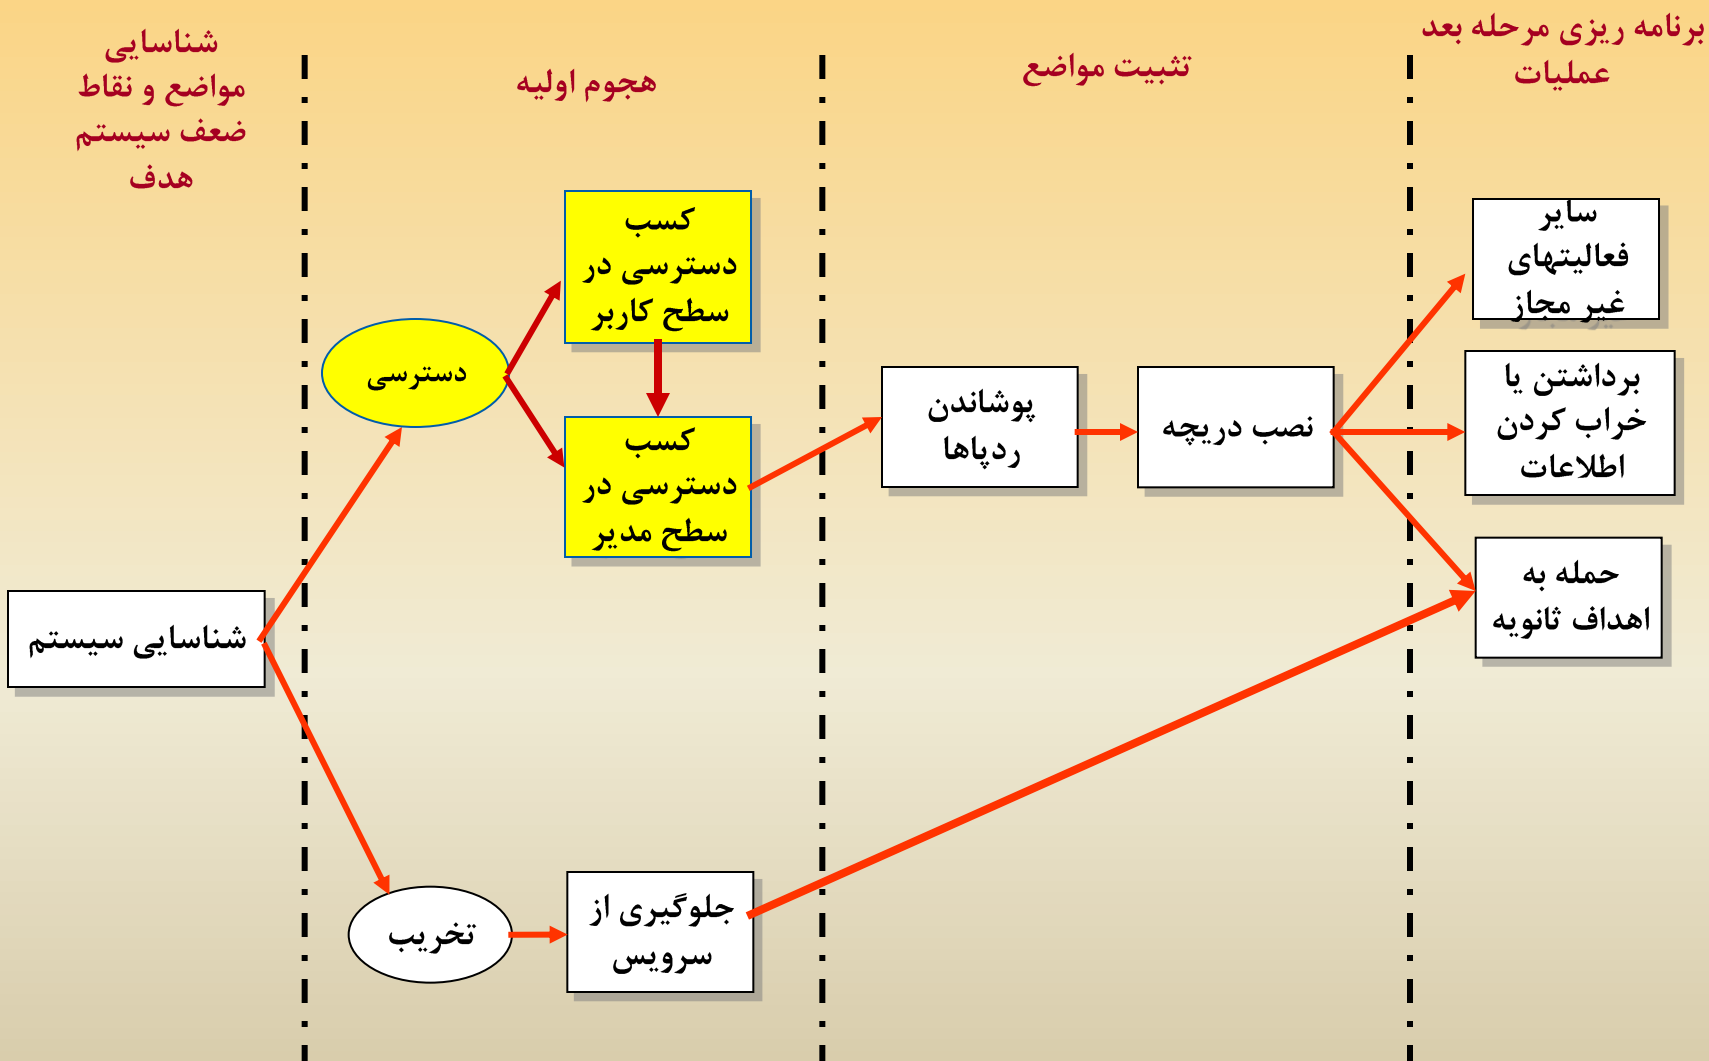 شناسایی
مواضع و نقاط
ضعف سیستم
هدف
هجوم اولیه
تثبیت مواضع
برنامه ریزی مرحله بعد
عملیات
شناسایی سیستم
دسترسی
کسب
دسترسی در
سطح کاربر
کسب
دسترسی در
سطح مدیر
تخریب
جلوگیری از
سرویس
پوشاندن
ردپاها
نصب دریچه
سایر
فعالیتهای
غیر مجاز
برداشتن یا
خراب کردن
اطلاعات
حمله به
اهداف ثانویه